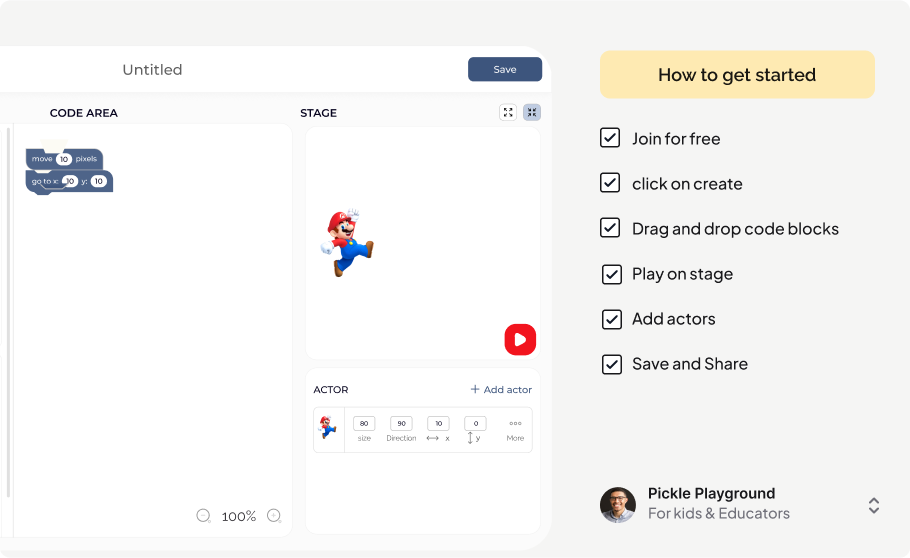 Untitled
Save
CODE AREA
STAGE
move 10 pixels
go to x: 10 y: 10
ACTOR
+ Add actor
80
90
10
0
size
Direction
x
y
More
100%
How to get started
Join for free
click on create
Drag and drop code blocks
Play on stage
Add actors
Save and Share
Pickle Playground
For kids & Educators